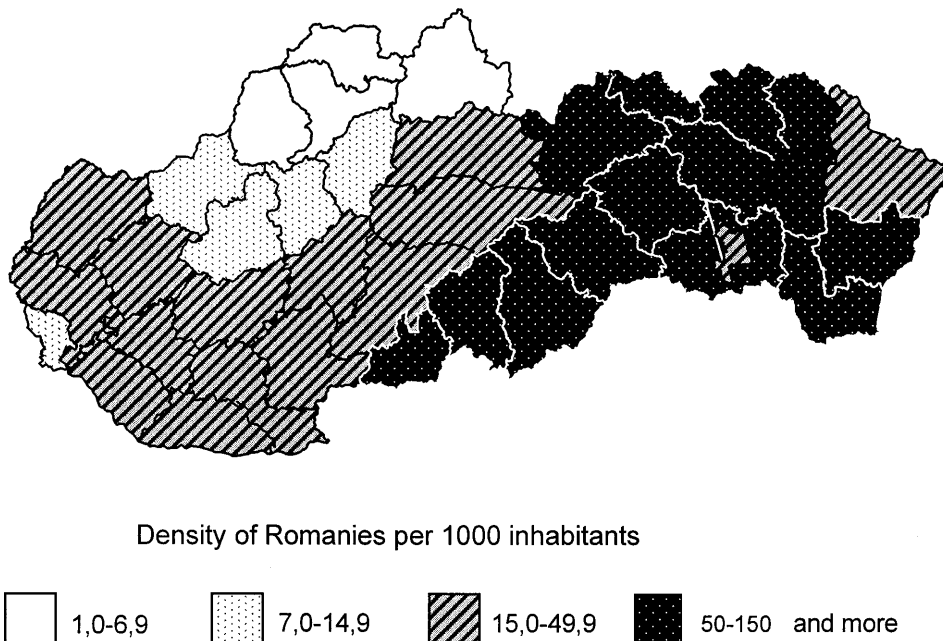 Density of Romanies per 1000 inhabitants
1,0-6,9 7,0-14,9 15,0-49,9 50-150 and more